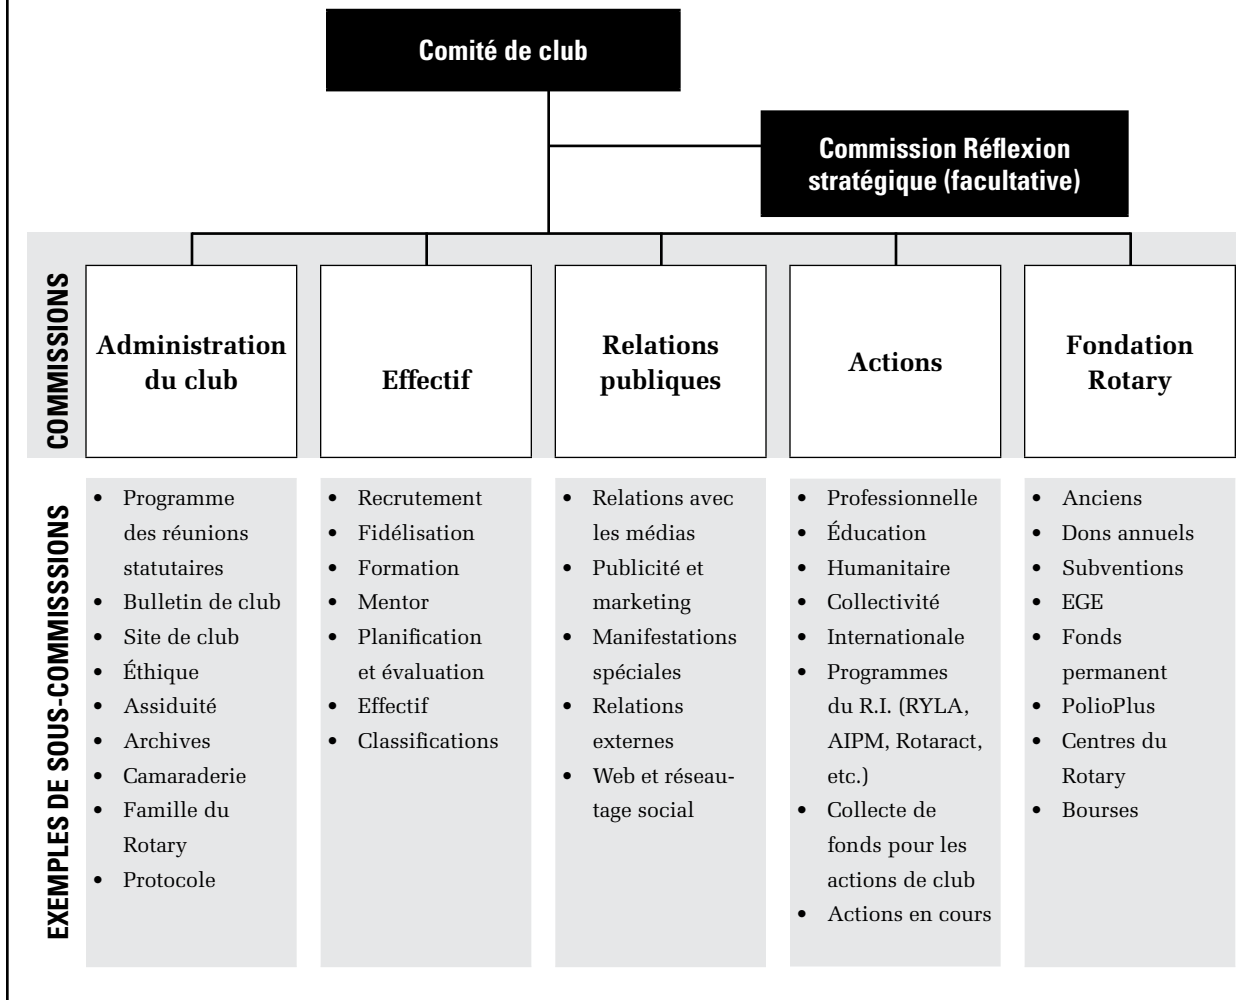 Comité de club
Commission Réflexion
stratégique (facultative)
COMMISSIONS
Administration
du club
Effectif
Relations
publiques
Actions
Fondation
Rotary
EXEMPLES DE SOUS-COMMISSSIONS
• Programme
des réunions
statutaires
• Bulletin de club
• Site de club
• Éthique
• Assiduité
• Archives
• Camaraderie
• Famille du
Rotary
• Protocole
• Recrutement
• Fidélisation
• Formation
• Mentor
• Planification
et évaluation
• Effectif
• Classifications
• Relations avec
les médias
• Publicité et
marketing
• Manifestations
spéciales
• Relations
externes
• Web et réseau-
tage social
• Professionnelle
• Éducation
• Humanitaire
• Collectivité
• Internationale
• Programmes
du R.I. (RYLA,
AIPM, Rotaract,
etc.)
• Collecte de
fonds pour les
actions de club
• Actions en cours
• Anciens
• Dons annuels
• Subventions
• EGE
• Fonds
permanent
• PolioPlus
• Centres du
Rotary
• Bourses